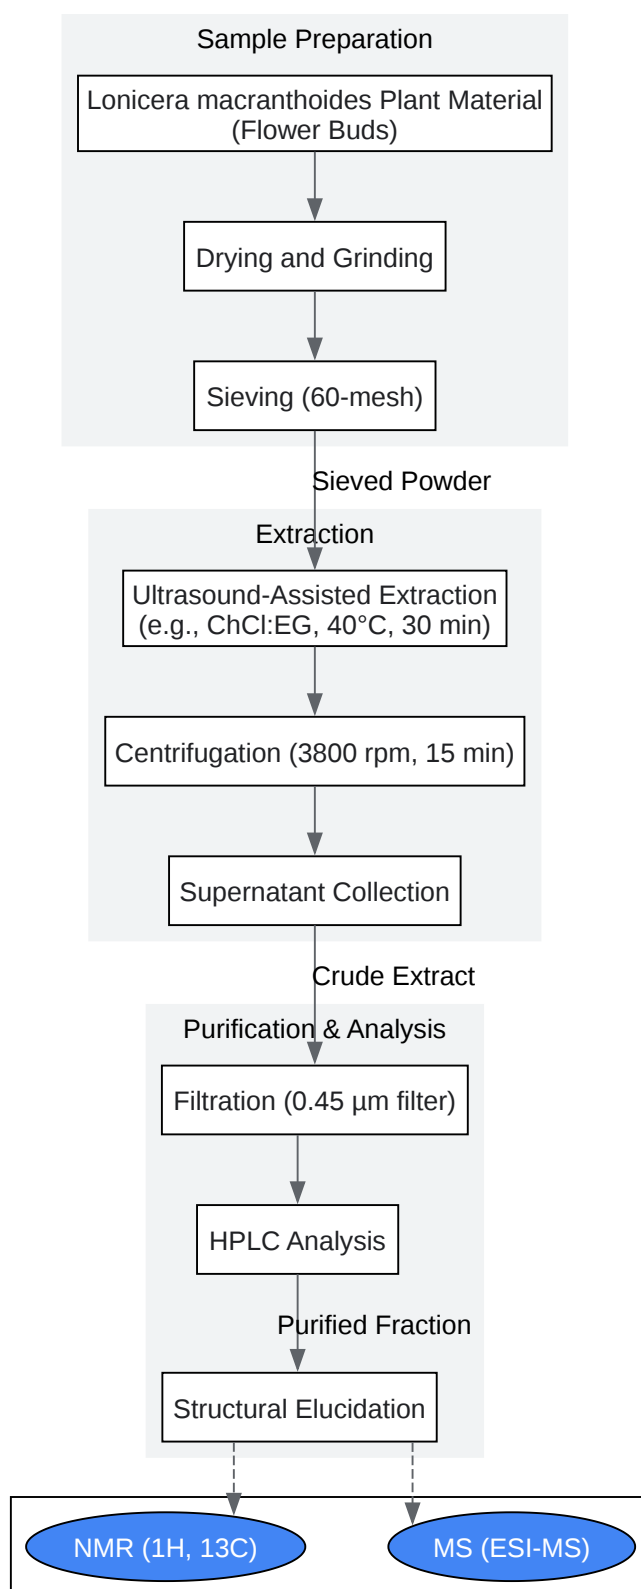 Sample Preparation
Lonicera macranthoides Plant Material
(Flower Buds)
Drying and Grinding
Sieving (60-mesh)
Sieved Powder
Extraction
Ultrasound-Assisted Extraction
(e.g., ChCl:EG, 40°C, 30 min)
Centrifugation (3800 rpm, 15 min)
Supernatant Collection
Crude Extract
Purification & Analysis
Filtration (0.45 µm filter)
HPLC Analysis
Purified Fraction
Structural Elucidation
NMR (1H, 13C)
MS (ESI-MS)